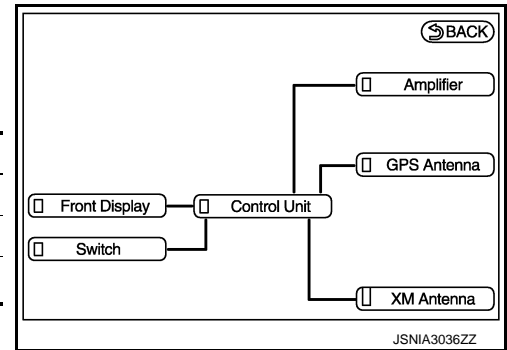 BACK
Amplifier
GPS Antenna
Front Display
Control Unit
Switch
XM Antenna
JSNIA3036ZZ